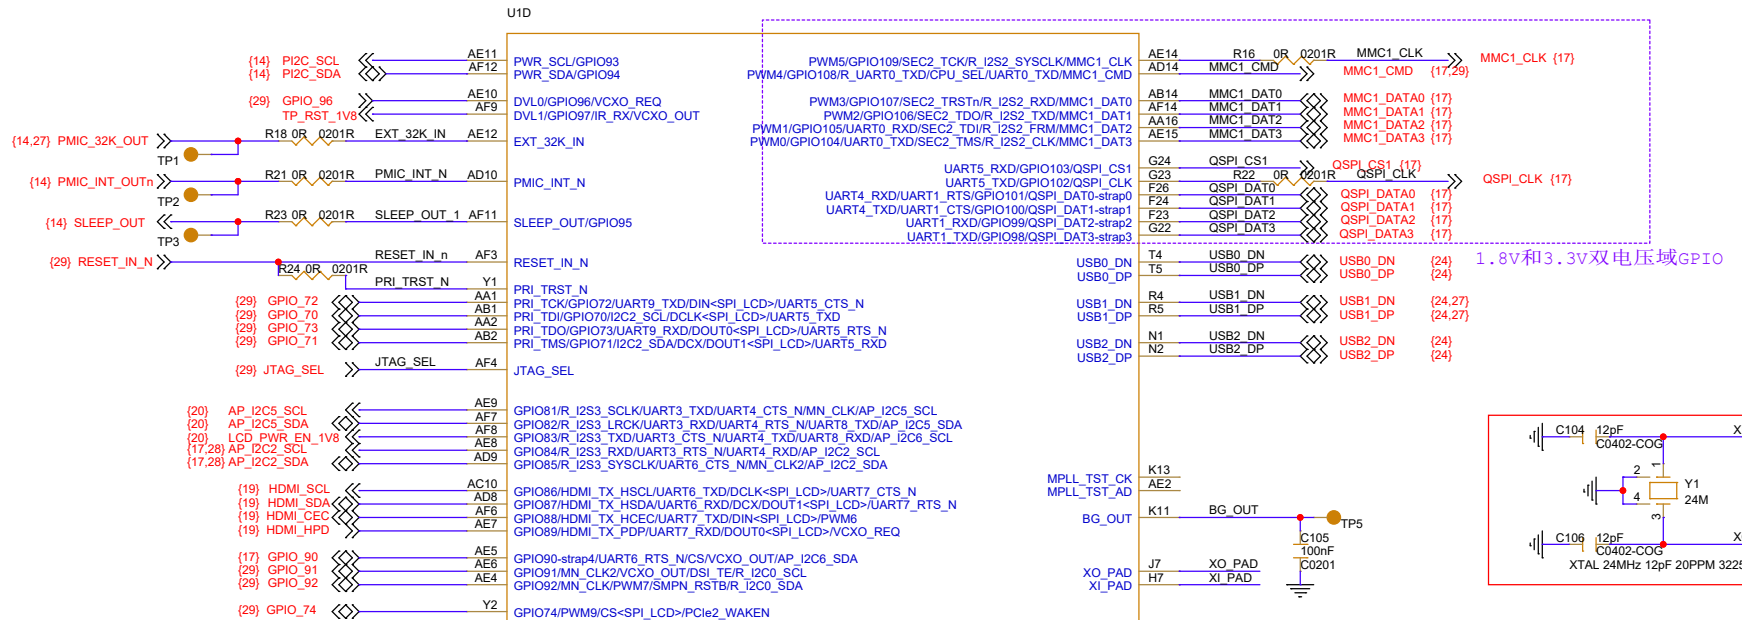 U1D
{14} PI2C_SCL AE11 PWR_SCL/GPIO93
{14} PI2C_SDA AF12 PWR_SDA/GPIO94
{29} GPIO_96 AE10 DVL0/GPIO96/VCXO_REQ
TP_RST_1V8 AF9 DVL1/GPIO97/IR_RX/VCXO_OUT
{14,27} PMIC_32K_OUT R18 0R 0201R EXT_32K_IN AE12 EXT_32K_IN
TP1
{14} PMIC_INT_OUTn R21 0R 0201R PMIC_INT_N AD10 PMIC_INT_N
TP2
{14} SLEEP_OUT R23 0R 0201R SLEEP_OUT_1 AF11 SLEEP_OUT/GPIO95
TP3
{29} RESET_IN_N RESET_IN_n AF3 RESET_IN_N
R24 0R 0201R PRI_TRST_N Y1 PRI_TRST_N
{29} GPIO_72 AA1 PRI_TCK/GPIO72/UART9_TXD/DIN<SPI_LCD>/UART5_CTS_N
{29} GPIO_70 AB1 PRI_TDI/GPIO70/I2C2_SCL/DCLK<SPI_LCD>/UART5_TXD
{29} GPIO_73 AA2 PRI_TDO/GPIO73/UART9_RXD/DOUT0<SPI_LCD>/UART5_RTS_N
{29} GPIO_71 AB2 PRI_TMS/GPIO71/I2C2_SDA/DCX/DOUT1<SPI_LCD>/UART5_RXD
{29} JTAG_SEL JTAG_SEL AF4 JTAG_SEL
{20} AP_I2C5_SCL AE9 GPIO81/R_I2S3_SCLK/UART3_TXD/UART4_CTS_N/MN_CLK/AP_I2C5_SCL
{20} AP_I2C5_SDA AF7 GPIO82/R_I2S3_LRCK/UART3_RXD/UART4_RTS_N/UART8_TXD/AP_I2C5_SDA
{20} LCD_PWR_EN_1V8 AF8 GPIO83/R_I2S3_TXD/UART3_CTS_N/UART4_TXD/UART8_RXD/AP_I2C6_SCL
{17,28} AP_I2C2_SCL AE8 GPIO84/R_I2S3_RXD/UART3_RTS_N/UART4_RXD/AP_I2C2_SCL
{17,28} AP_I2C2_SDA AD9 GPIO85/R_I2S3_SYSCLK/UART6_CTS_N/MN_CLK2/AP_I2C2_SDA
{19} HDMI_SCL AC10 GPIO86/HDMI_TX_HSCL/UART6_TXD/DCLK<SPI_LCD>/UART7_CTS_N
{19} HDMI_SDA AD8 GPIO87/HDMI_TX_HSDA/UART6_RXD/DCX/DOUT1<SPI_LCD>/UART7_RTS_N
{19} HDMI_CEC AF6 GPIO88/HDMI_TX_HCEC/UART7_TXD/DIN<SPI_LCD>/PWM6
{19} HDMI_HPD AE7 GPIO89/HDMI_TX_PDP/UART7_RXD/DOUT0<SPI_LCD>/VCXO_REQ
{17} GPIO_90 AE5 GPIO90-strap4/UART6_RTS_N/CS/VCXO_OUT/AP_I2C6_SDA
{29} GPIO_91 AE6 GPIO91/MN_CLK2/VCXO_OUT/DSI_TE/R_I2C0_SCL
{29} GPIO_92 AE4 GPIO92/MN_CLK/PWM7/SMPN_RSTB/R_I2C0_SDA
{29} GPIO_74 Y2 GPIO74/PWM9/CS<SPI_LCD>/PCIe2_WAKEN
PWM5/GPIO109/SEC2_TCK/R_I2S2_SYSCLK/MMC1_CLK AE14 R16 0R 0201R MMC1_CLK MMC1_CLK {17}
PWM4/GPIO108/R_UART0_TXD/CPU_SEL/UART0_TXD/MMC1_CMD AD14 MMC1_CMD MMC1_CMD {17,29}
PWM3/GPIO107/SEC2_TRSTn/R_I2S2_RXD/MMC1_DAT0 AB14 MMC1_DAT0 MMC1_DATA0 {17}
PWM2/GPIO106/SEC2_TDO/R_I2S2_TXD/MMC1_DAT1 AF14 MMC1_DAT1 MMC1_DATA1 {17}
PWM1/GPIO105/UART0_RXD/SEC2_TDI/R_I2S2_FRM/MMC1_DAT2 AA16 MMC1_DAT2 MMC1_DATA2 {17}
PWM0/GPIO104/UART0_TXD/SEC2_TMS/R_I2S2_CLK/MMC1_DAT3 AE15 MMC1_DAT3 MMC1_DATA3 {17}
UART5_RXD/GPIO103/QSPI_CS1 G24 QSPI_CS1 QSPI_CS1 {17}
UART5_TXD/GPIO102/QSPI_CLK G23 R22 0R 0201R QSPI_CLK QSPI_CLK {17}
UART4_RXD/UART1_RTS/GPIO101/QSPI_DAT0-strap0 F26 QSPI_DAT0 QSPI_DATA0 {17}
UART4_TXD/UART1_CTS/GPIO100/QSPI_DAT1-strap1 F24 QSPI_DAT1 QSPI_DATA1 {17}
UART1_RXD/GPIO99/QSPI_DAT2-strap2 F23 QSPI_DAT2 QSPI_DATA2 {17}
UART1_TXD/GPIO98/QSPI_DAT3-strap3 G22 QSPI_DAT3 QSPI_DATA3 {17}
1.8V和3.3V双电压域GPIO
USB0_DN T4 USB0_DN USB0_DN {24}
USB0_DP T5 USB0_DP USB0_DP {24}
USB1_DN R4 USB1_DN USB1_DN {24,27}
USB1_DP R5 USB1_DP USB1_DP {24,27}
USB2_DN N1 USB2_DN USB2_DN {24}
USB2_DP N2 USB2_DP USB2_DP {24}
MPLL_TST_CK K13
MPLL_TST_AD AE2
BG_OUT K11 BG_OUT TP5
C105
100nF
C0201
XO_PAD J7 XO_PAD
XI_PAD H7 XI_PAD
C104 12pF X
C0402-COG
1
2
Y1
4
24M
3
C106 12pF X
C0402-COG
XTAL 24MHz 12pF 20PPM 3225